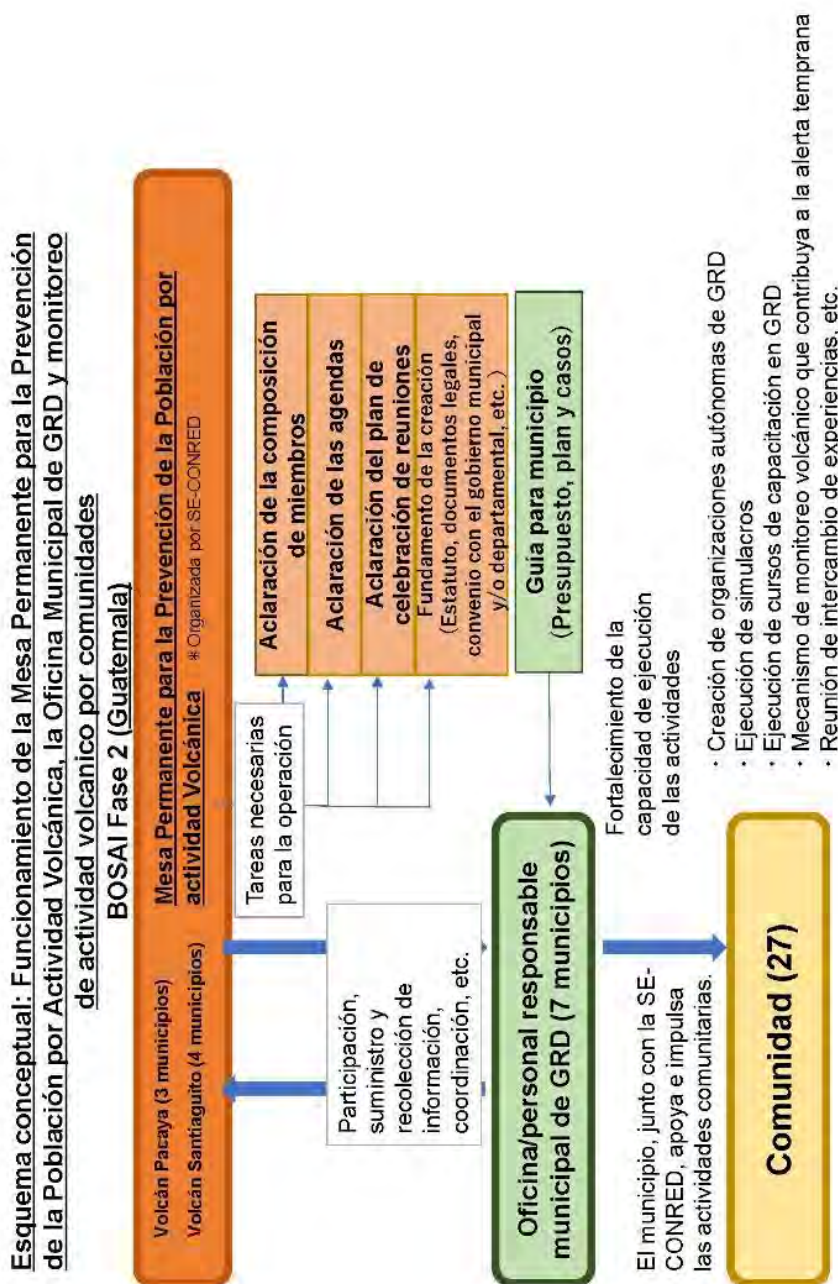 Esquema conceptual: Funcionamiento de la Mesa Permanente para la Prevención
de la Población por Actividad Volcánica, la Oficina Municipal de GRD y monitoreo
de actividad volcanico por comunidades
BOSAI Fase 2 (Guatemala)
Volcán Pacaya (3 municipios)
Volcán Santiaguito (4 municipios)
Mesa Permanente para la Prevención de la Población por
actividad Volcánica ※Organizada por SE-CONRED
Tareas necesarias
para la operación
Aclaración de la composición
de miembros
Aclaración de las agendas
Aclaración del plan de
celebración de reuniones
Fundamento de la creación
(Estatuto, documentos legales,
convenio con el gobierno municipal
y/o departamental, etc.)
Participación,
suministro y
recolección de
información,
coordinación, etc.
Guía para municipio
(Presupuesto, plan y casos)
Oficina/personal responsable
municipal de GRD (7 municipios)
Fortalecimiento de la
capacidad de ejecución
de las actividades
El municipio, junto con la SE-
CONRED, apoya e impulsa
las actividades comunitarias.
Comunidad (27)
・Creación de organizaciones autónomas de GRD
・Ejecución de simulacros
・Ejecución de cursos de capacitación en GRD
・Mecanismo de monitoreo volcánico que contribuya a la alerta temprana
・Reunión de intercambio de experiencias, etc.